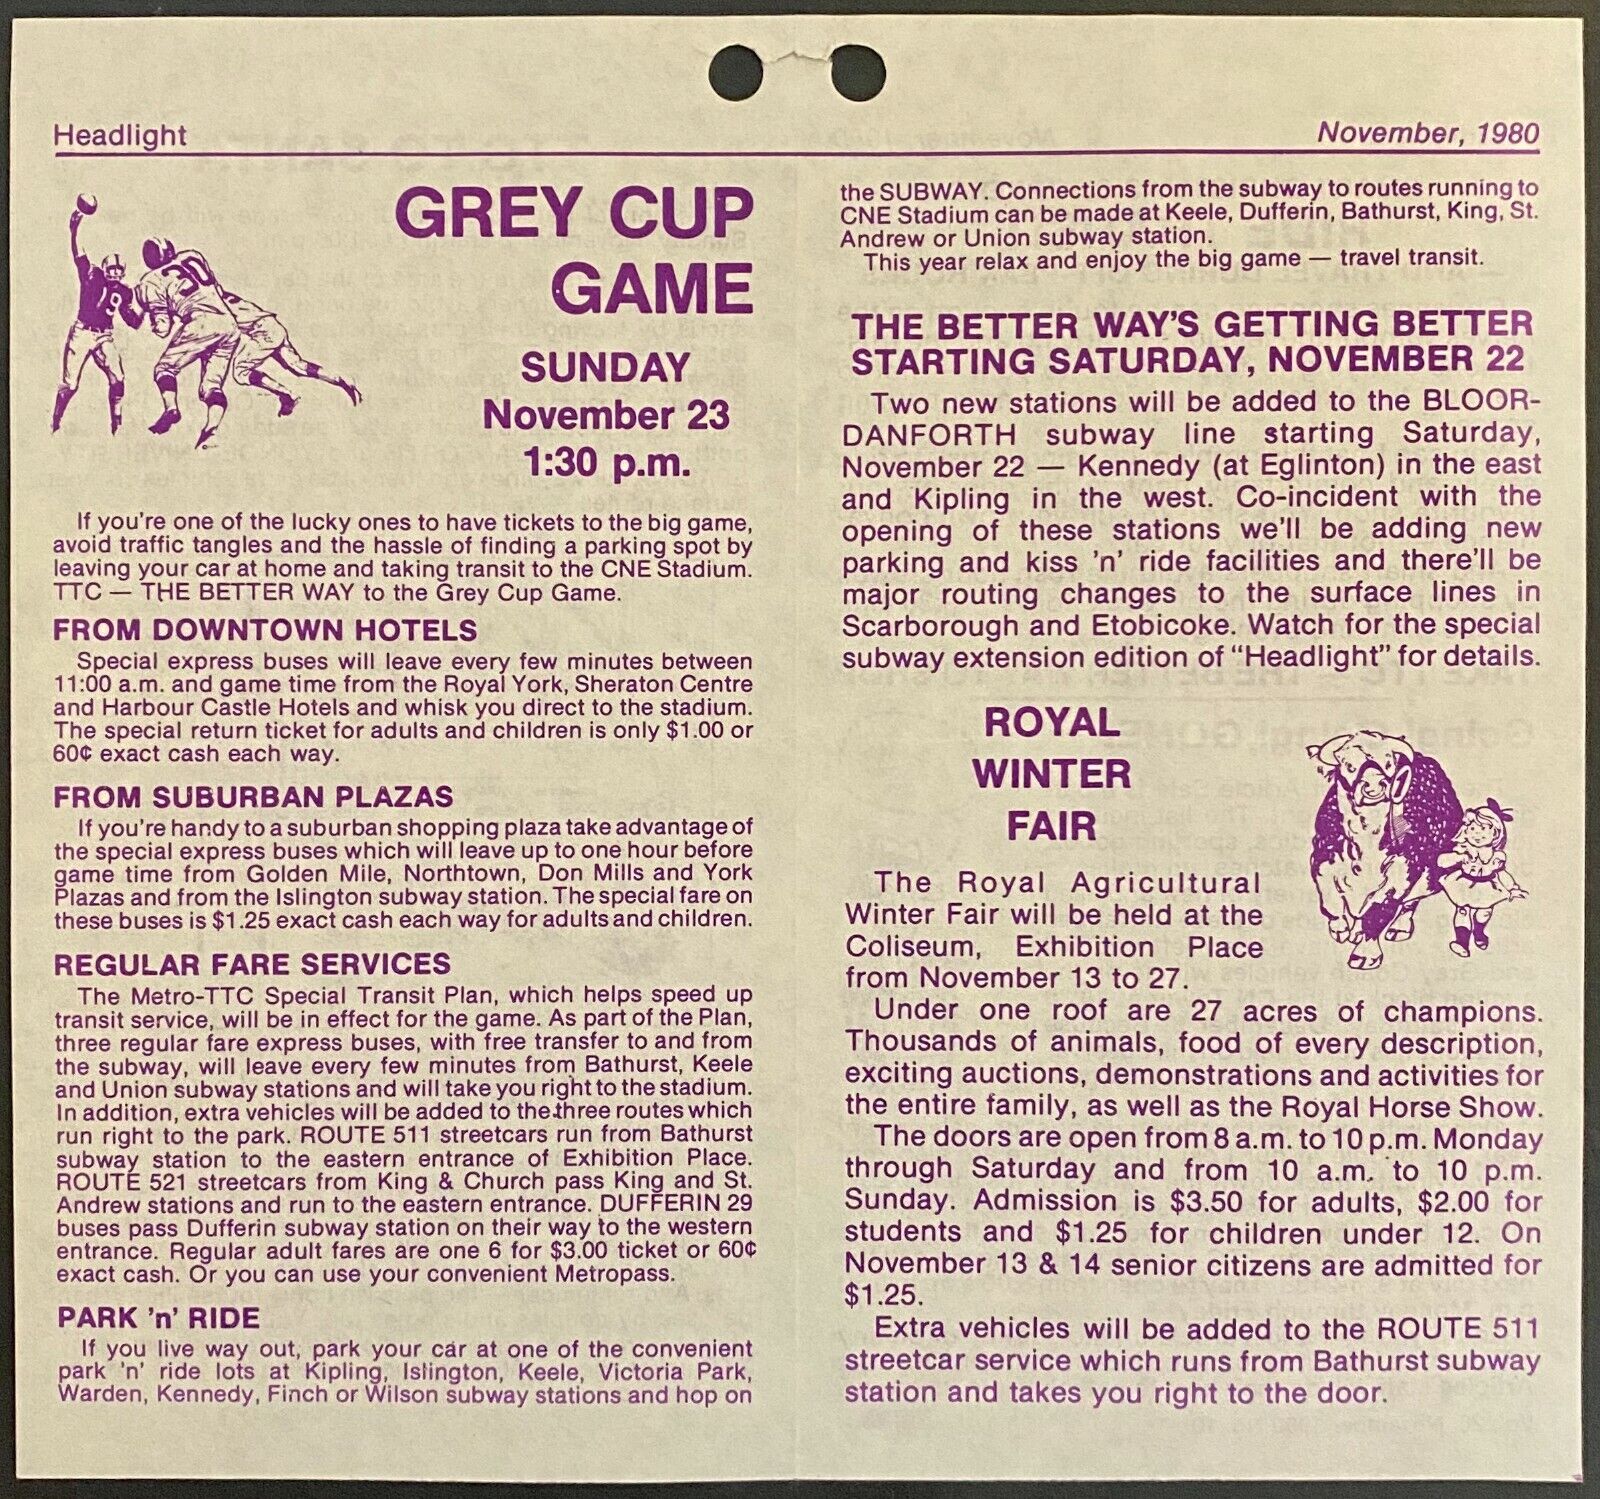 Headlight
November, 1980
GREY CUP
GAME
SUNDAY
November 23
1:30 p.m.
If you're one of the lucky ones to have tickets to the big game,
avoid traffic tangles and the hassle of finding a parking spot by
leaving your car at home and taking transit to the CNE Stadium.
TTC — THE BETTER WAY to the Grey Cup Game.
FROM DOWNTOWN HOTELS
Special express buses will leave every few minutes between
11:00 a.m. and game time from the Royal York, Sheraton Centre
and Harbour Castle Hotels and whisk you direct to the stadium.
The special return ticket for adults and children is only $1.00 or
60¢ exact cash each way.
FROM SUBURBAN PLAZAS
If you're handy to a suburban shopping plaza take advantage of
the special express buses which will leave up to one hour before
game time from Golden Mile, Northtown, Don Mills and York
Plazas and from the Islington subway station. The special fare on
these buses is $1.25 exact cash each way for adults and children.
REGULAR FARE SERVICES
The Metro-TTC Special Transit Plan, which helps speed up
transit service, will be in effect for the game. As part of the Plan,
three regular fare express buses, with free transfer to and from
the subway, will leave every few minutes from Bathurst, Keele
and Union subway stations and will take you right to the stadium.
In addition, extra vehicles will be added to the three routes which
run right to the park. ROUTE 511 streetcars run from Bathurst
subway station to the eastern entrance of Exhibition Place.
ROUTE 521 streetcars from King & Church pass King and St.
Andrew stations and run to the eastern entrance. DUFFERIN 29
buses pass Dufferin subway station on their way to the western
entrance. Regular adult fares are one 6 for $3.00 ticket or 60¢
exact cash. Or you can use your convenient Metropass.
PARK 'n' RIDE
If you live way out, park your car at one of the convenient
park 'n' ride lots at Kipling, Islington, Keele, Victoria Park,
Warden, Kennedy, Finch or Wilson subway stations and hop on
the SUBWAY. Connections from the subway to routes running to
CNE Stadium can be made at Keele, Dufferin, Bathurst, King, St.
Andrew or Union subway station.
This year relax and enjoy the big game — travel transit.
THE BETTER WAY'S GETTING BETTER
STARTING SATURDAY, NOVEMBER 22
Two new stations will be added to the BLOOR-
DANFORTH subway line starting Saturday,
November 22 — Kennedy (at Eglinton) in the east
and Kipling in the west. Co-incident with the
opening of these stations we'll be adding new
parking and kiss 'n' ride facilities and there'll be
major routing changes to the surface lines in
Scarborough and Etobicoke. Watch for the special
subway extension edition of "Headlight" for details.
ROYAL
WINTER
FAIR
The Royal Agricultural
Winter Fair will be held at the
Coliseum, Exhibition Place
from November 13 to 27.
Under one roof are 27 acres of champions.
Thousands of animals, food of every description,
exciting auctions, demonstrations and activities for
the entire family, as well as the Royal Horse Show.
The doors are open from 8 a.m. to 10 p.m. Monday
through Saturday and from 10 a.m. to 10 p.m.
Sunday. Admission is $3.50 for adults, $2.00 for
students and $1.25 for children under 12. On
November 13 & 14 senior citizens are admitted for
$1.25.
Extra vehicles will be added to the ROUTE 511
streetcar service which runs from Bathurst subway
station and takes you right to the door.